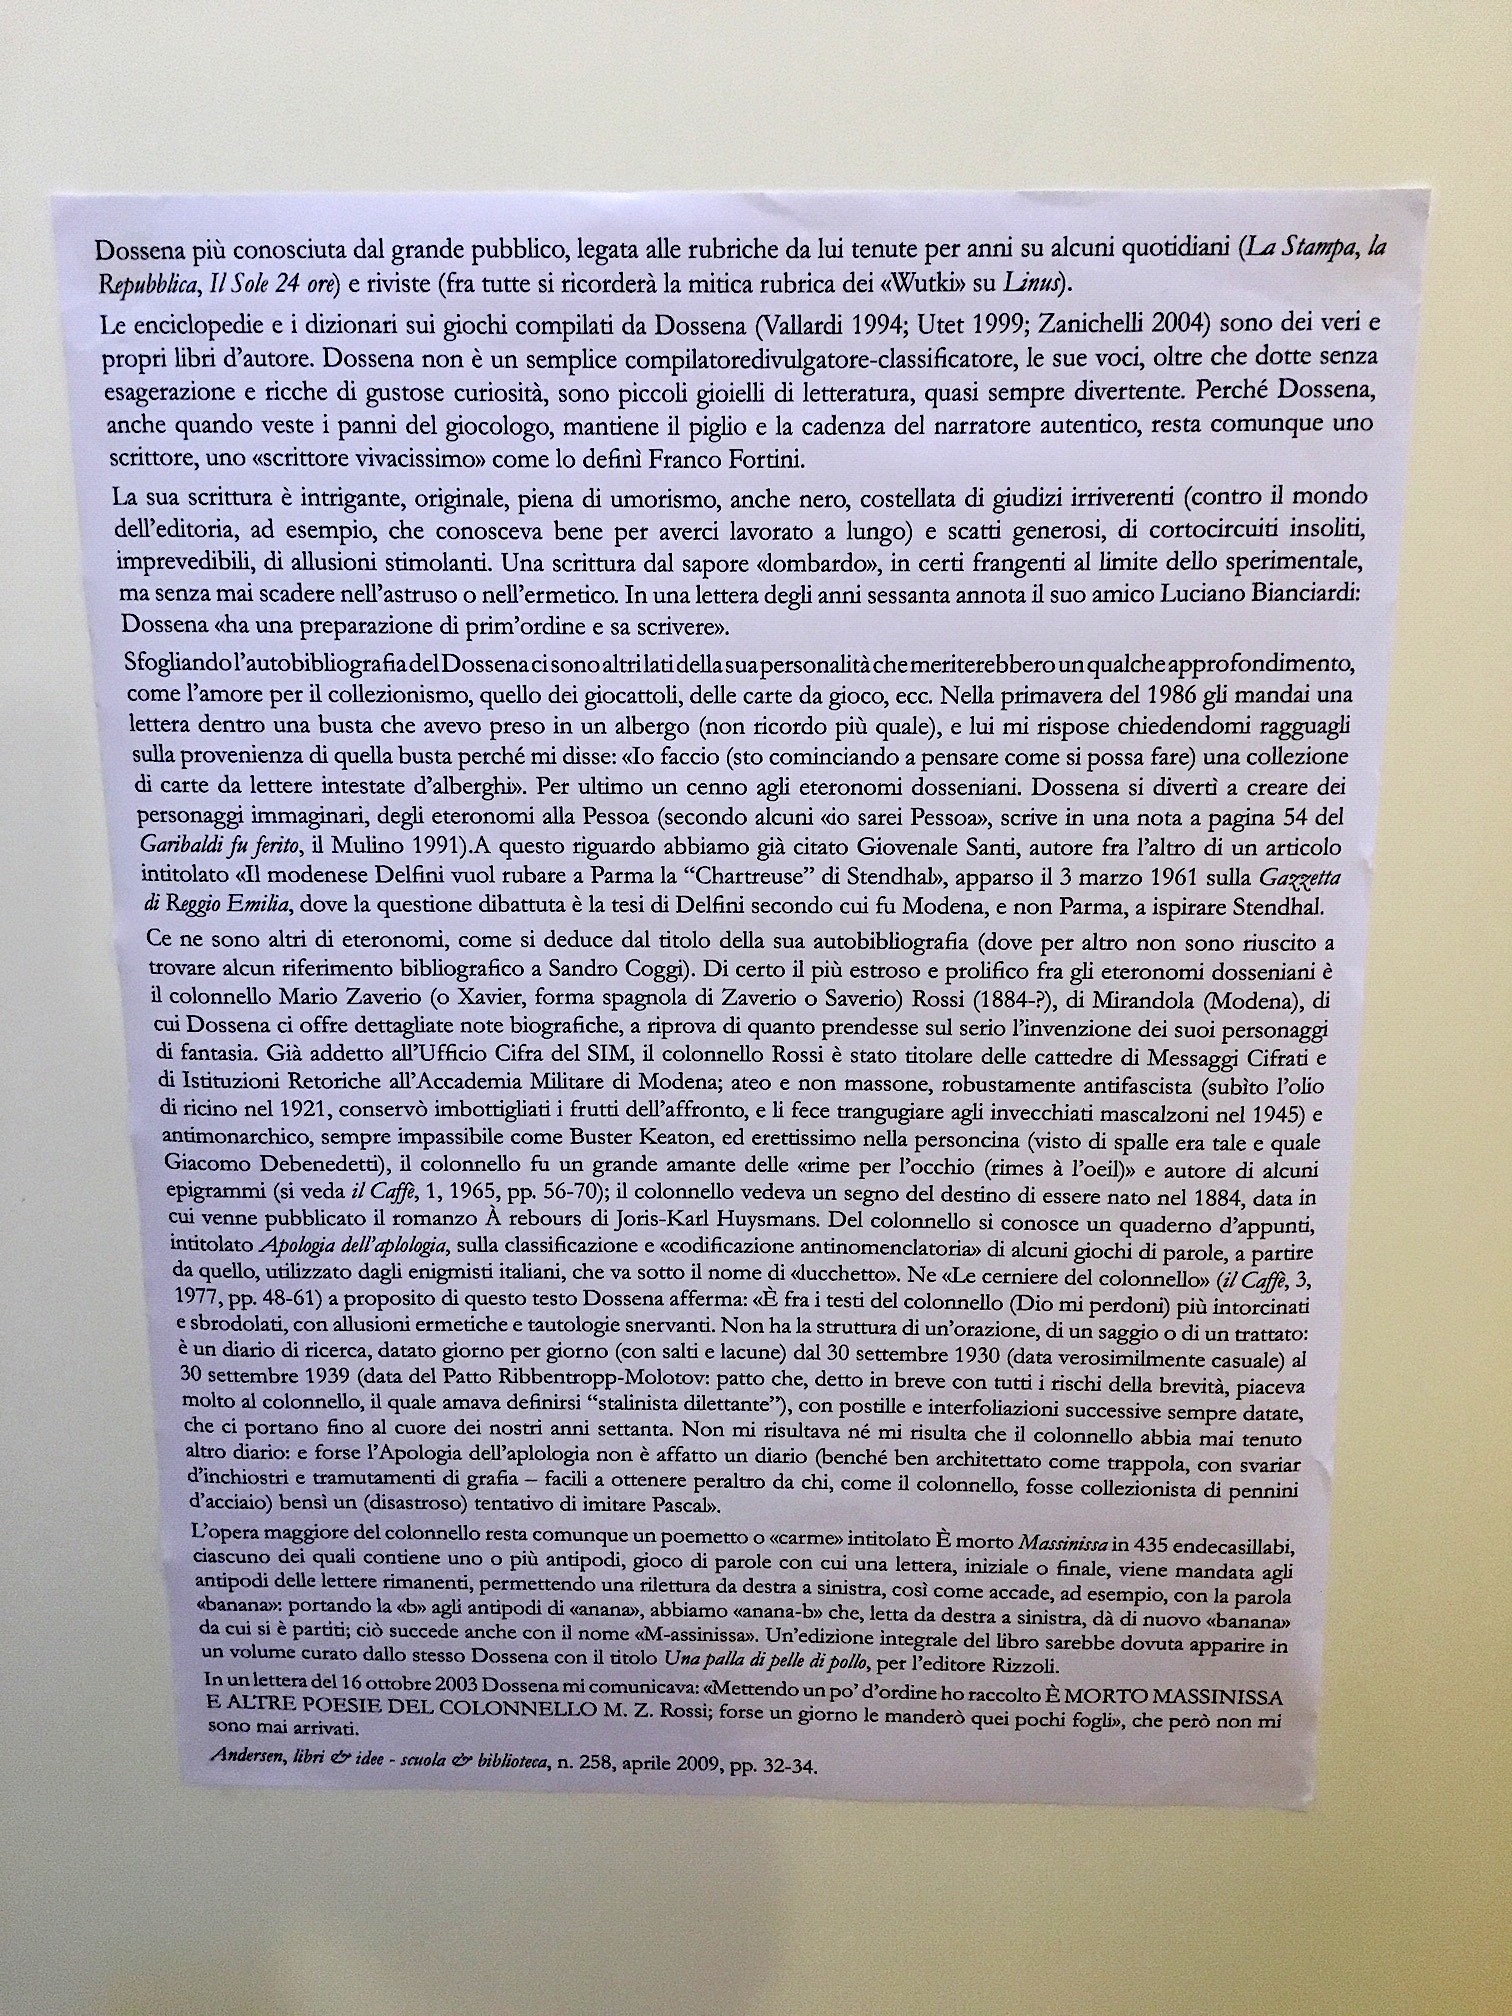 Dossena più conosciuta dal grande pubblico, legata alle rubriche da lui tenute per anni su alcuni quotidiani (La Stampa, la
Repubblica, Il Sole 24 ore) e riviste (fra tutte si ricorderà la mitica rubrica dei «Wutki» su Linus).
Le enciclopedie e i dizionari sui giochi compilati da Dossena (Vallardi 1994; Utet 1999; Zanichelli 2004) sono dei veri e
propri libri d'autore. Dossena non è un semplice compilatoredivulgatore-classificatore, le sue voci, oltre che dotte senza
esagerazione e ricche di gustose curiosità, sono piccoli gioielli di letteratura, quasi sempre divertente. Perché Dossena,
anche quando veste i panni del giocologo, mantiene il piglio e la cadenza del narratore autentico, resta comunque uno
scrittore, uno «scrittore vivacissimo» come lo definì Franco Fortini.
La sua scrittura è intrigante, originale, piena di umorismo, anche nero, costellata di giudizi irriverenti (contro il mondo
dell'editoria, ad esempio, che conosceva bene per averci lavorato a lungo) e scatti generosi, di cortocircuiti insoliti,
imprevedibili, di allusioni stimolanti. Una scrittura dal sapore «lombardo», in certi frangenti al limite dello sperimentale,
ma senza mai scadere nell'astruso o nell'ermetico. In una lettera degli anni sessanta annota il suo amico Luciano Bianciardi:
Dossena «ha una preparazione di prim'ordine e sa scrivere».
Sfogliando l'autobibliografia del Dossena ci sono altri lati della sua personalità che meriterebbero un qualche approfondimento,
come l'amore per il collezionismo, quello dei giocattoli, delle carte da gioco, ecc. Nella primavera del 1986 gli mandai una
lettera dentro una busta che avevo preso in un albergo (non ricordo più quale), e lui mi rispose chiedendomi ragguagli
sulla provenienza di quella busta perché mi disse: «Io faccio (sto cominciando a pensare come si possa fare) una collezione
di carte da lettere intestate d'alberghi». Per ultimo un cenno agli eteronomi dosseniani. Dossena si divertì a creare dei
personaggi immaginari, degli eteronomi alla Pessoa (secondo alcuni «io sarei Pessoa», scrive in una nota a pagina 54 del
Garibaldi fu ferito, il Mulino 1991).A questo riguardo abbiamo già citato Giovenale Santi, autore fra l'altro di un articolo
intitolato «Il modenese Delfini vuol rubare a Parma la “Chartreuse” di Stendhal», apparso il 3 marzo 1961 sulla Gazzetta
di Reggio Emilia, dove la questione dibattuta è la tesi di Delfini secondo cui fu Modena, e non Parma, a ispirare Stendhal.
Ce ne sono altri di eteronomi, come si deduce dal titolo della sua autobibliografia (dove per altro non sono riuscito a
trovare alcun riferimento bibliografico a Sandro Coggi). Di certo il più estroso e prolifico fra gli eteronomi dosseniani è
il colonnello Mario Zaverio (o Xavier, forma spagnola di Zaverio o Saverio) Rossi (1884-?), di Mirandola (Modena), di
cui Dossena ci offre dettagliate note biografiche, a riprova di quanto prendesse sul serio l'invenzione dei suoi personaggi
di fantasia. Già addetto all'Ufficio Cifra del SIM, il colonnello Rossi è stato titolare delle cattedre di Messaggi Cifrati e
di Istituzioni Retoriche all'Accademia Militare di Modena; ateo e non massone, robustamente antifascista (subìto l'olio
di ricino nel 1921, conservò imbottigliati i frutti dell'affronto, e li fece trangugiare agli invecchiati mascalzoni nel 1945) e
antimonarchico, sempre impassibile come Buster Keaton, ed erettissimo nella personcina (visto di spalle era tale e quale
Giacomo Debenedetti), il colonnello fu un grande amante delle «rime per l'occhio (rimes à l'oeil)» e autore di alcuni
epigrammi (si veda il Caffè, 1, 1965, pp. 56-70); il colonnello vedeva un segno del destino di essere nato nel 1884, data in
cui venne pubblicato il romanzo À rebours di Joris-Karl Huysmans. Del colonnello si conosce un quaderno d'appunti,
intitolato Apologia dell'aplologia, sulla classificazione e «codificazione antinomenclatoria» di alcuni giochi di parole, a partire
da quello, utilizzato dagli enigmisti italiani, che va sotto il nome di «lucchetto». Ne «Le cerniere del colonnello» (il Caffè, 3,
1977, pp. 48-61) a proposito di questo testo Dossena afferma: «È fra i testi del colonnello (Dio mi perdoni) più intorcinati
e sbrodolati, con allusioni ermetiche e tautologie snervanti. Non ha la struttura di un'orazione, di un saggio o di un trattato:
è un diario di ricerca, datato giorno per giorno (con salti e lacune) dal 30 settembre 1930 (data verosimilmente casuale) al
30 settembre 1939 (data del Patto Ribbentropp-Molotov: patto che, detto in breve con tutti i rischi della brevità, piaceva
molto al colonnello, il quale amava definirsi “stalinista dilettante”), con postille e interfoliazioni successive sempre datate,
che ci portano fino al cuore dei nostri anni settanta. Non mi risultava né mi risulta che il colonnello abbia mai tenuto
altro diario: e forse l'Apologia dell'aplologia non è affatto un diario (benché ben architettato come trappola, con svariar
d'inchiostri e tramutamenti di grafia – facili a ottenere peraltro da chi, come il colonnello, fosse collezionista di pennini
d'acciaio) bensì un (disastroso) tentativo di imitare Pascal».
L'opera maggiore del colonnello resta comunque un poemetto o «carme» intitolato È morto Massinissa in 435 endecasillabi,
ciascuno dei quali contiene uno o più antipodi, gioco di parole con cui una lettera, iniziale o finale, viene mandata agli
antipodi delle lettere rimanenti, permettendo una rilettura da destra a sinistra, così come accade, ad esempio, con la parola
«banana»: portando la «b» agli antipodi di «anana», abbiamo «anana-b» che, letta da destra a sinistra, dà di nuovo «banana»
da cui si è partiti; ciò succede anche con il nome «M-assinissa». Un'edizione integrale del libro sarebbe dovuta apparire in
un volume curato dallo stesso Dossena con il titolo Una palla di pelle di pollo, per l'editore Rizzoli.
In un lettera del 16 ottobre 2003 Dossena mi comunicava: «Mettendo un po' d'ordine ho raccolto È MORTO MASSINISSA
E ALTRE POESIE DEL COLONNELLO M. Z. Rossi; forse un giorno le manderò quei pochi fogli», che però non mi
sono mai arrivati.
Andersen, libri & idee - scuola & biblioteca, n. 258, aprile 2009, pp. 32-34.